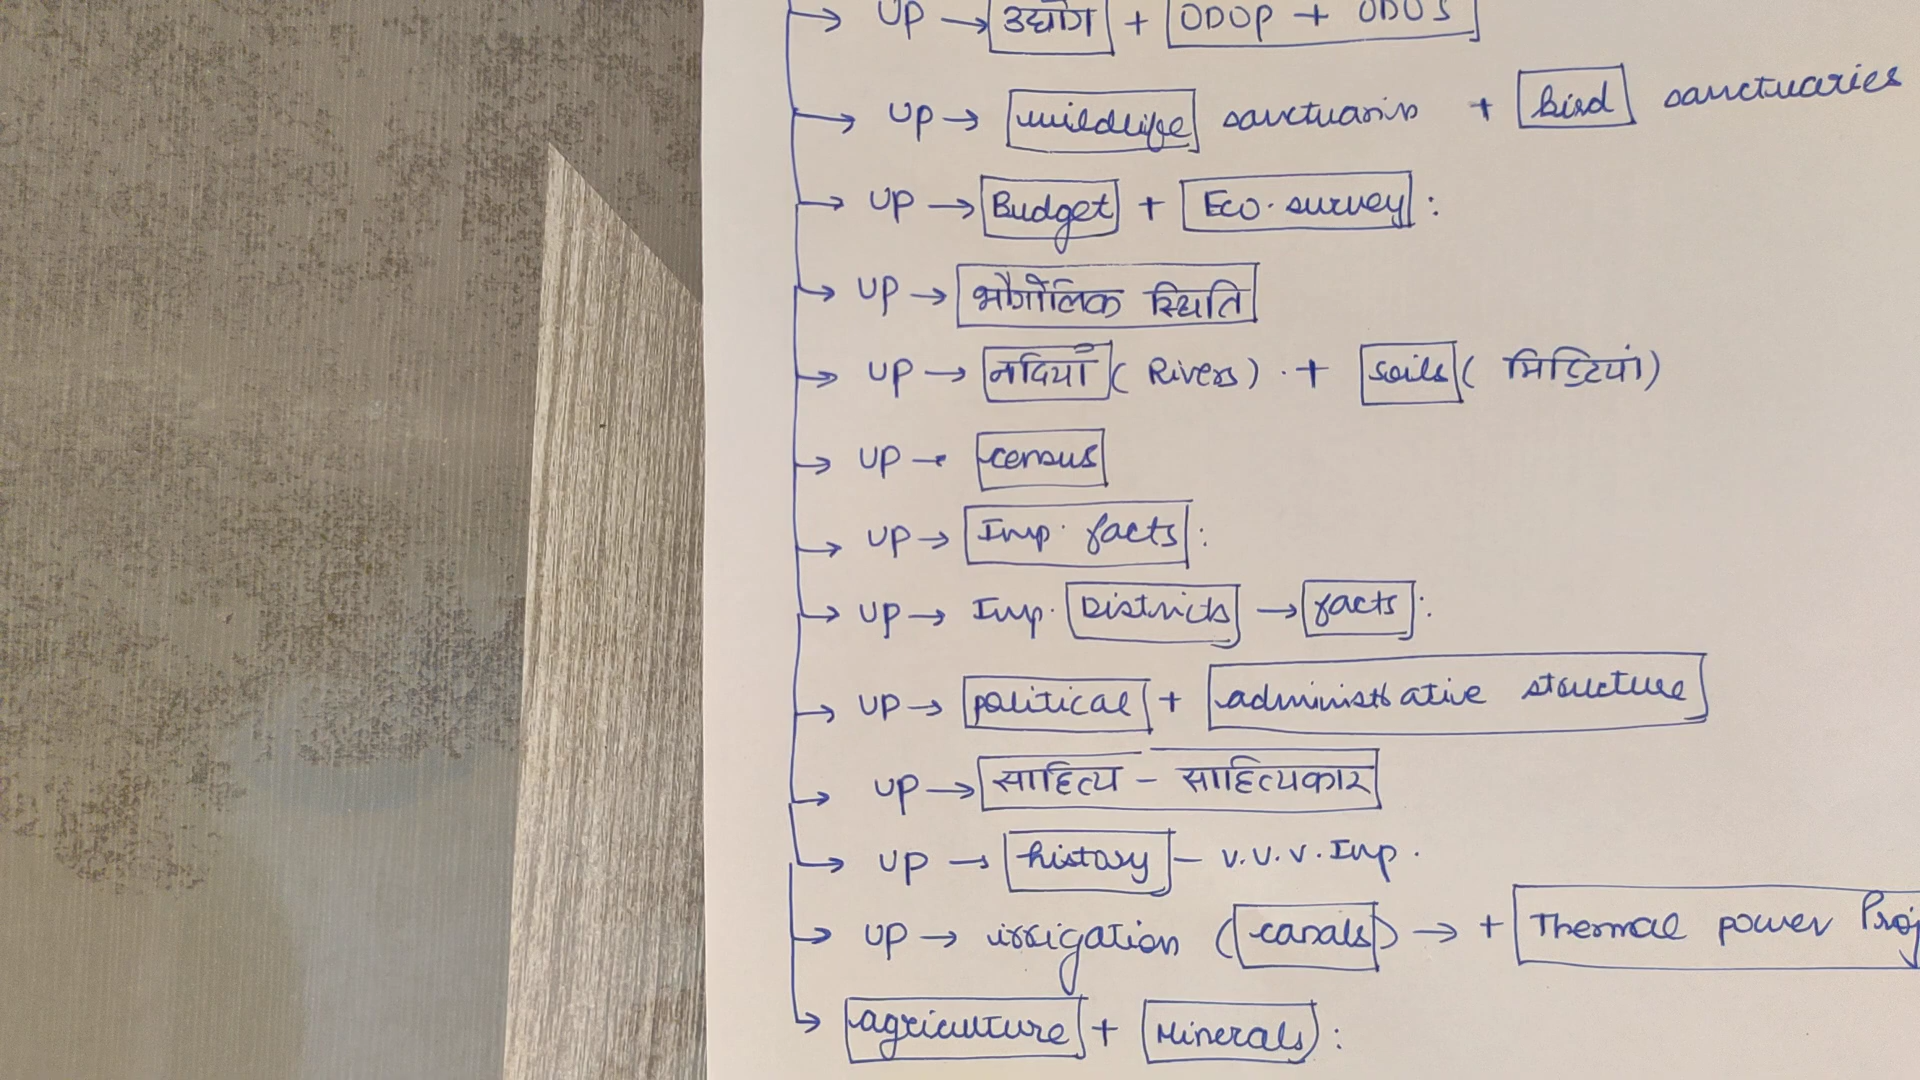 UP → उद्योग + ODOP + ODOS
UP → wildlife sanctuaries + bird sanctuaries
UP → Budget + Eco. survey :
UP → भौगोलिक स्थिति
UP → नदियाँ ( Rivers ) . + soils ( मिट्टियां )
UP → census
UP → Imp. facts :
UP → Imp. Districts → facts :
UP → political + administrative structure
UP → साहित्य - साहित्यकार
UP → history - V.V.V. Imp .
UP → irrigation ( canals ) → + Thermal power Proj
agriculture + Minerals :